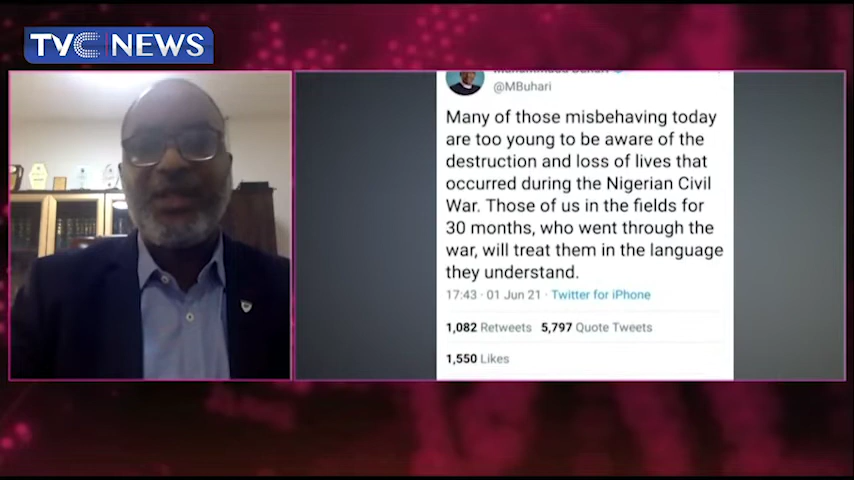 TVC NEWS
@MBuhari
Many of those misbehaving today
are too young to be aware of the
destruction and loss of lives that
occurred during the Nigerian Civil
War. Those of us in the fields for
30 months, who went through the
war, will treat them in the language
they understand.
17:43 · 01 Jun 21 · Twitter for iPhone
1,082 Retweets 5,797 Quote Tweets
1,550 Likes